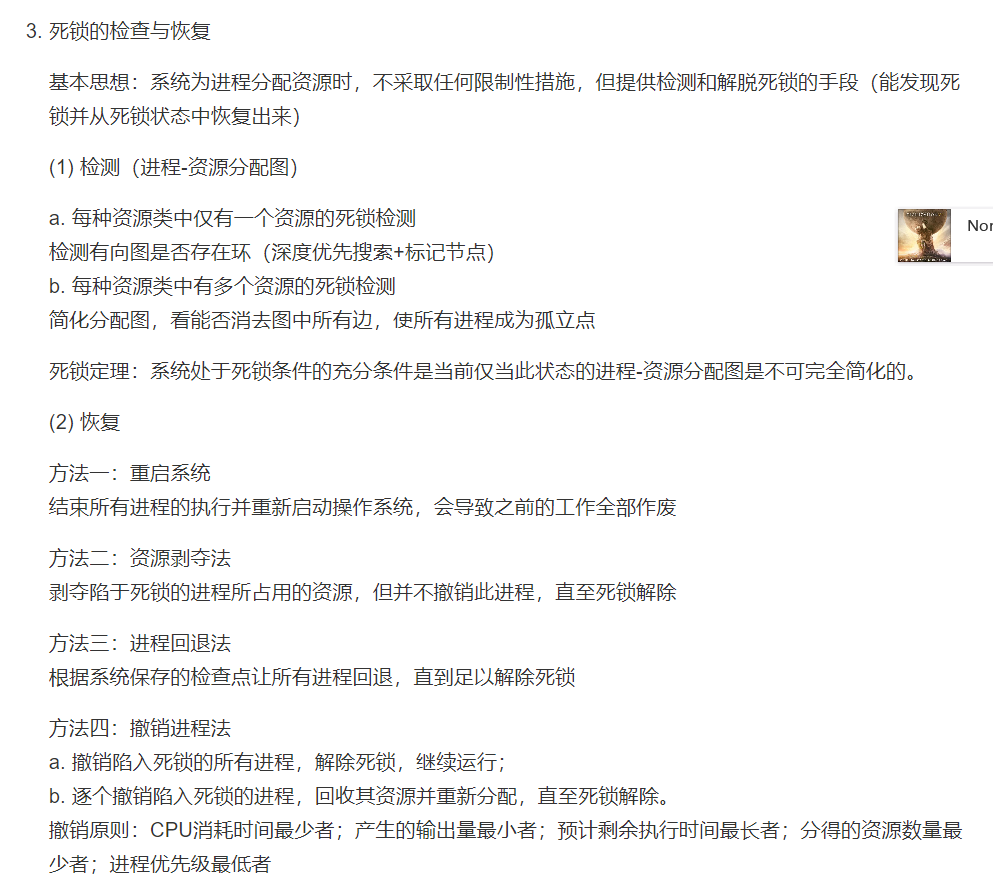 3. 死锁的检查与恢复
基本思想：系统为进程分配资源时，不采取任何限制性措施，但提供检测和解脱死锁的手段（能发现死
锁并从死锁状态中恢复出来）
(1) 检测（进程-资源分配图）
a. 每种资源类中仅有一个资源的死锁检测
检测有向图是否存在环（深度优先搜索+标记节点）
Nor
b. 每种资源类中有多个资源的死锁检测
简化分配图，看能否消去图中所有边，使所有进程成为孤立点
死锁定理：系统处于死锁条件的充分条件是当前仅当此状态的进程-资源分配图是不可完全简化的。
(2) 恢复
方法一：重启系统
结束所有进程的执行并重新启动操作系统，会导致之前的工作全部作废
方法二：资源剥夺法
剥夺陷于死锁的进程所占用的资源，但并不撤销此进程，直至死锁解除
方法三：进程回退法
根据系统保存的检查点让所有进程回退，直到足以解除死锁
方法四：撤销进程法
a. 撤销陷入死锁的所有进程，解除死锁，继续运行；
b. 逐个撤销陷入死锁的进程，回收其资源并重新分配，直至死锁解除。
撤销原则：CPU消耗时间最少者；产生的输出量最小者；预计剩余执行时间最长者；分得的资源数量最
少者；进程优先级最低者